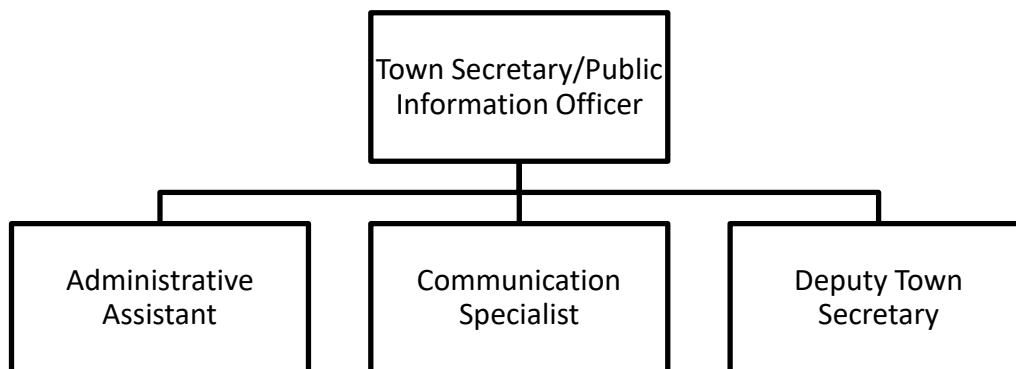 Town Secretary/Public
Information Officer
Administrative
Assistant
Communication
Specialist
Deputy Town
Secretary